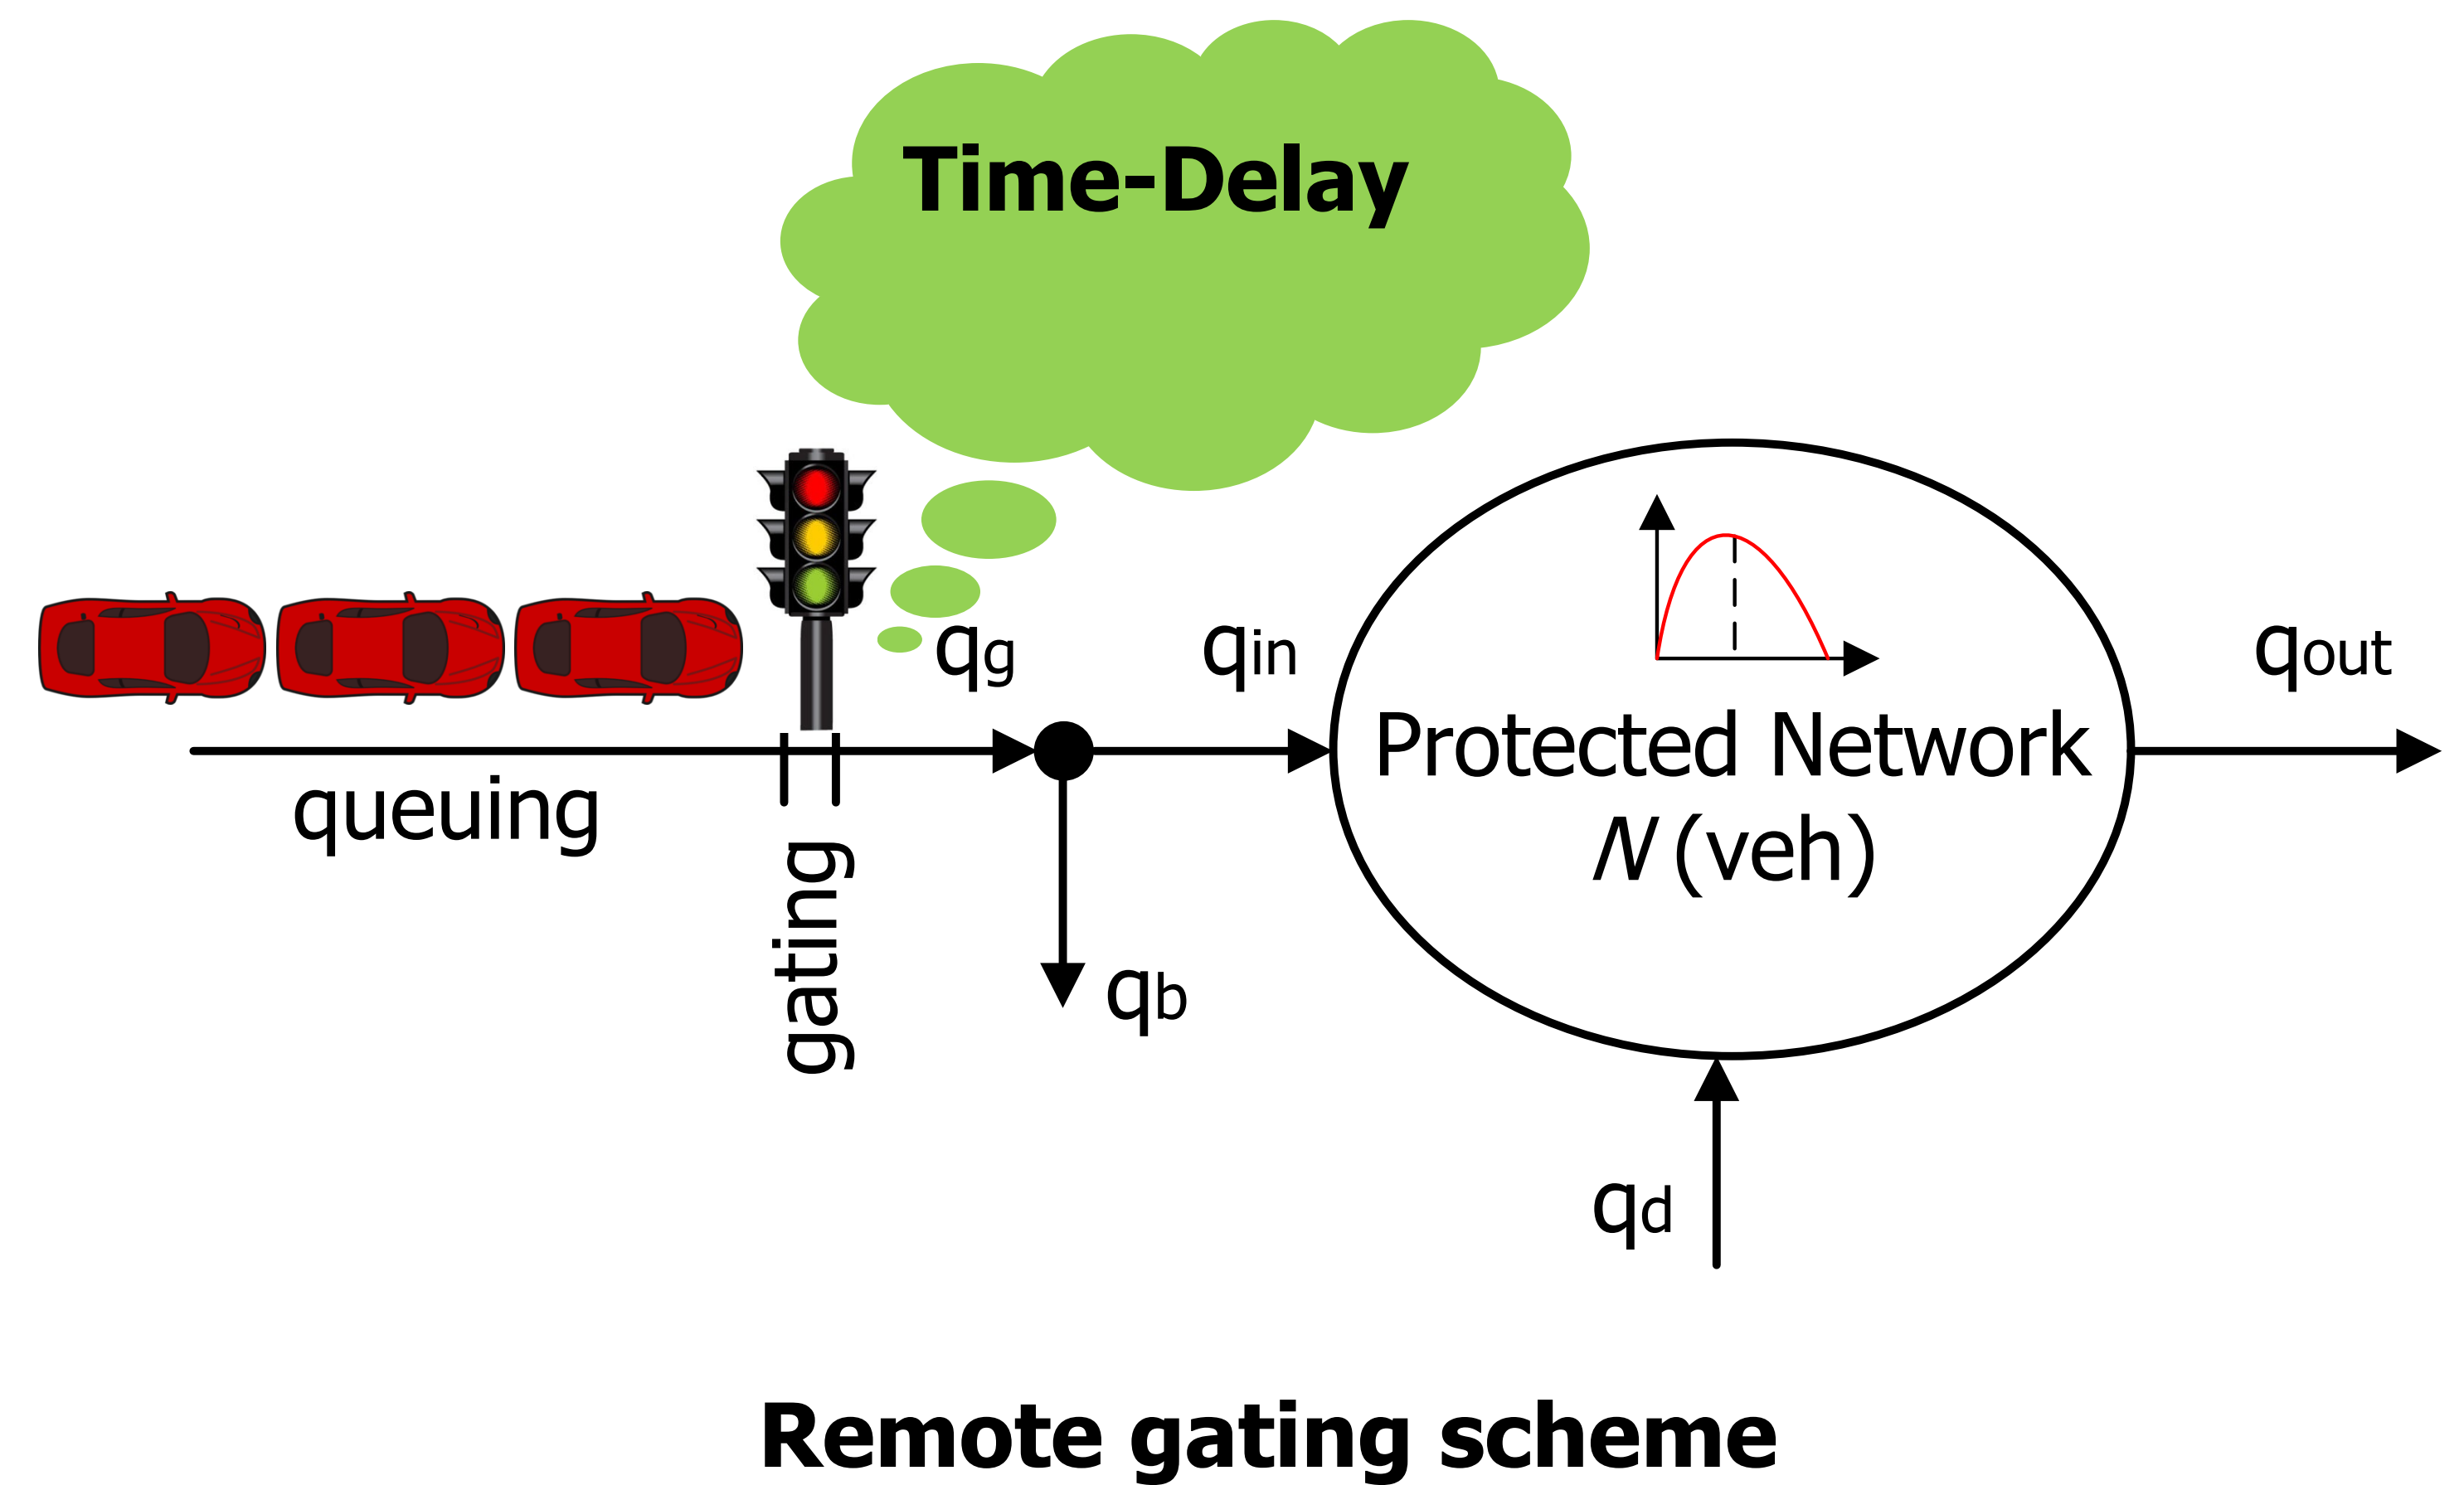 Time-Delay
qg
qin
qout
queuing
Protected Network
N (veh)
gating
qb
qd
Remote gating scheme